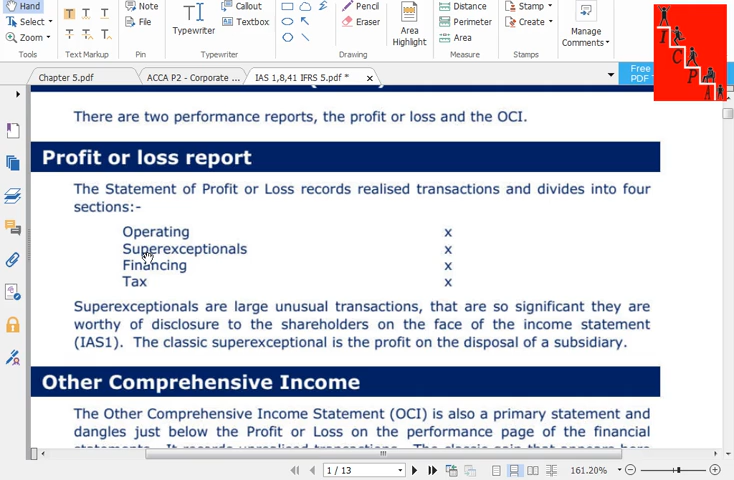 Hand
Select
Zoom
Tools
Text Markup
Note
File
Typewriter
Callout
Textbox
Typewriter
Pencil
Eraser
Drawing
Area
Highlight
Distance
Perimeter
Area
Measure
Stamp
Create
Stamps
Manage
Comments
I
C
P
A
Free
PDF
Chapter 5.pdf
ACCA P2 - Corporate ...
IAS 1,8,41 IFRS 5.pdf *
There are two performance reports, the profit or loss and the OCI.
Profit or loss report
The Statement of Profit or Loss records realised transactions and divides into four
sections:-
Operating x
Superexceptionals x
Financing x
Tax x
Superexceptionals are large unusual transactions, that are so significant they are
worthy of disclosure to the shareholders on the face of the income statement
(IAS1). The classic superexceptional is the profit on the disposal of a subsidiary.
Other Comprehensive Income
The Other Comprehensive Income Statement (OCI) is also a primary statement and
dangles just below the Profit or Loss on the performance page of the financial
1 / 13
161.20%